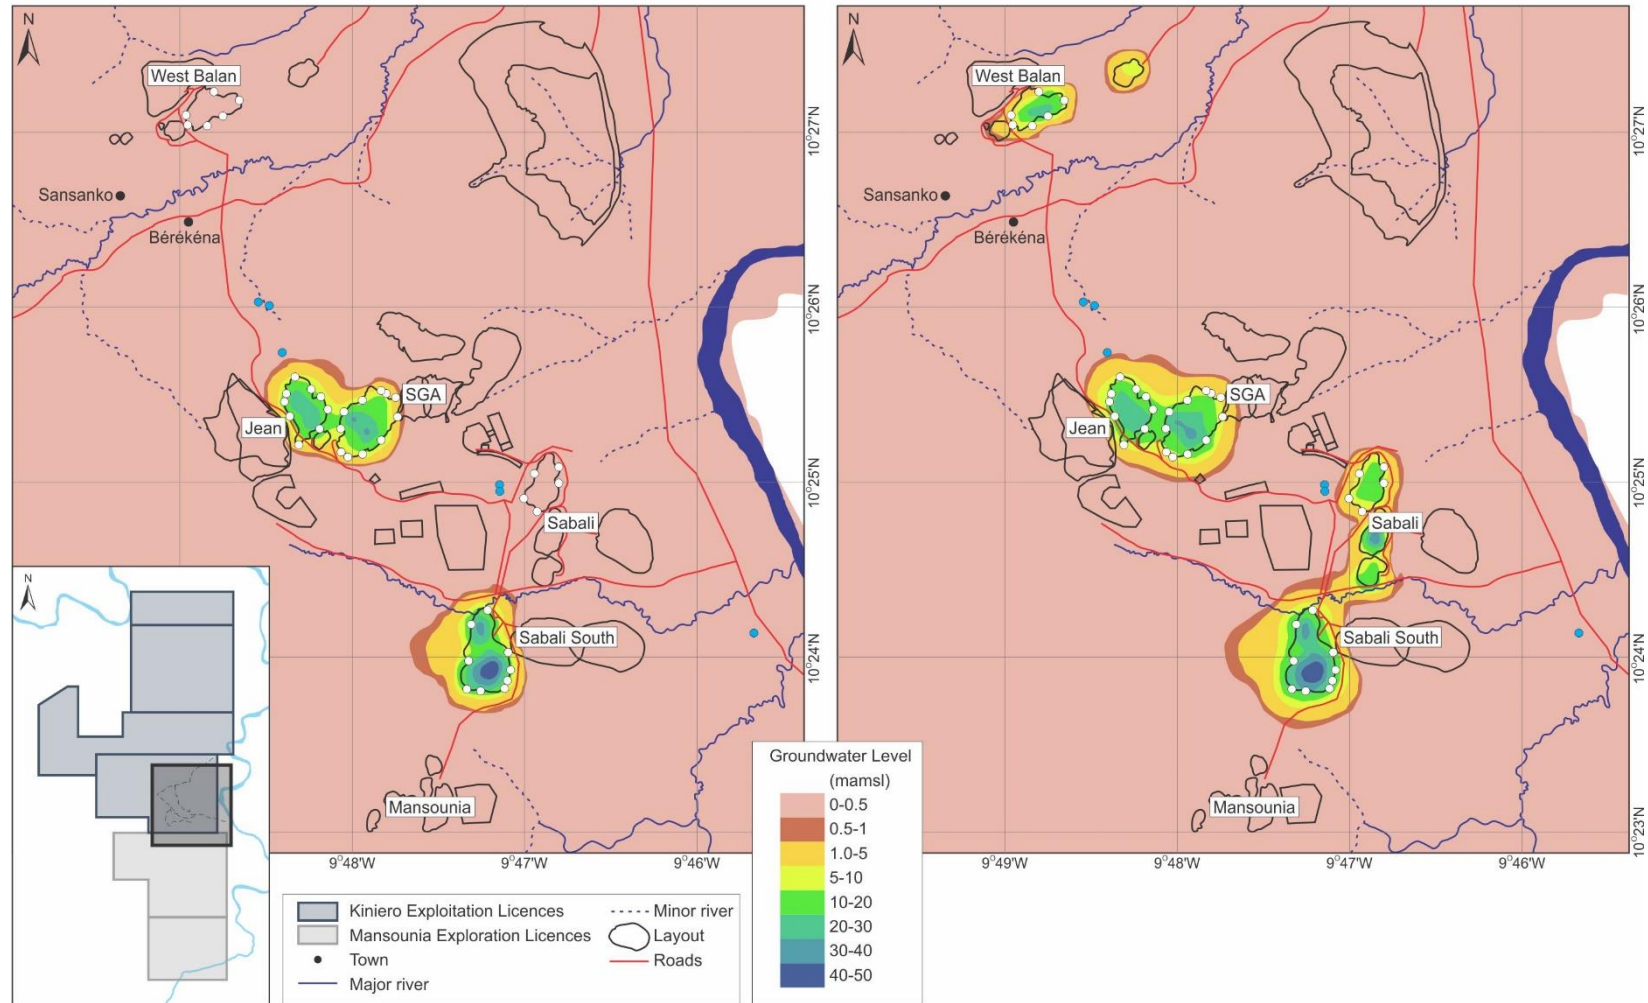 N
West Balan
Sansanko
Bérékéna
Jean
SGA
Sabali
Sabali South
Mansounia
N
9°48'W
9°47'W
9°46'W
10°27'N
10°26'N
10°25'N
10°24'N
10°23'N
N
West Balan
Sansanko
Bérékéna
Jean
SGA
Sabali
Sabali South
Mansounia
9°49'W
9°48'W
9°47'W
9°46'W
10°27'N
10°26'N
10°25'N
10°24'N
10°23'N
Groundwater Level
(mamsl)
0-0.5
0.5-1
1.0-5
5-10
10-20
20-30
30-40
40-50
Kiniero Exploitation Licences
Mansounia Exploration Licences
Town
Major river
Minor river
Layout
Roads